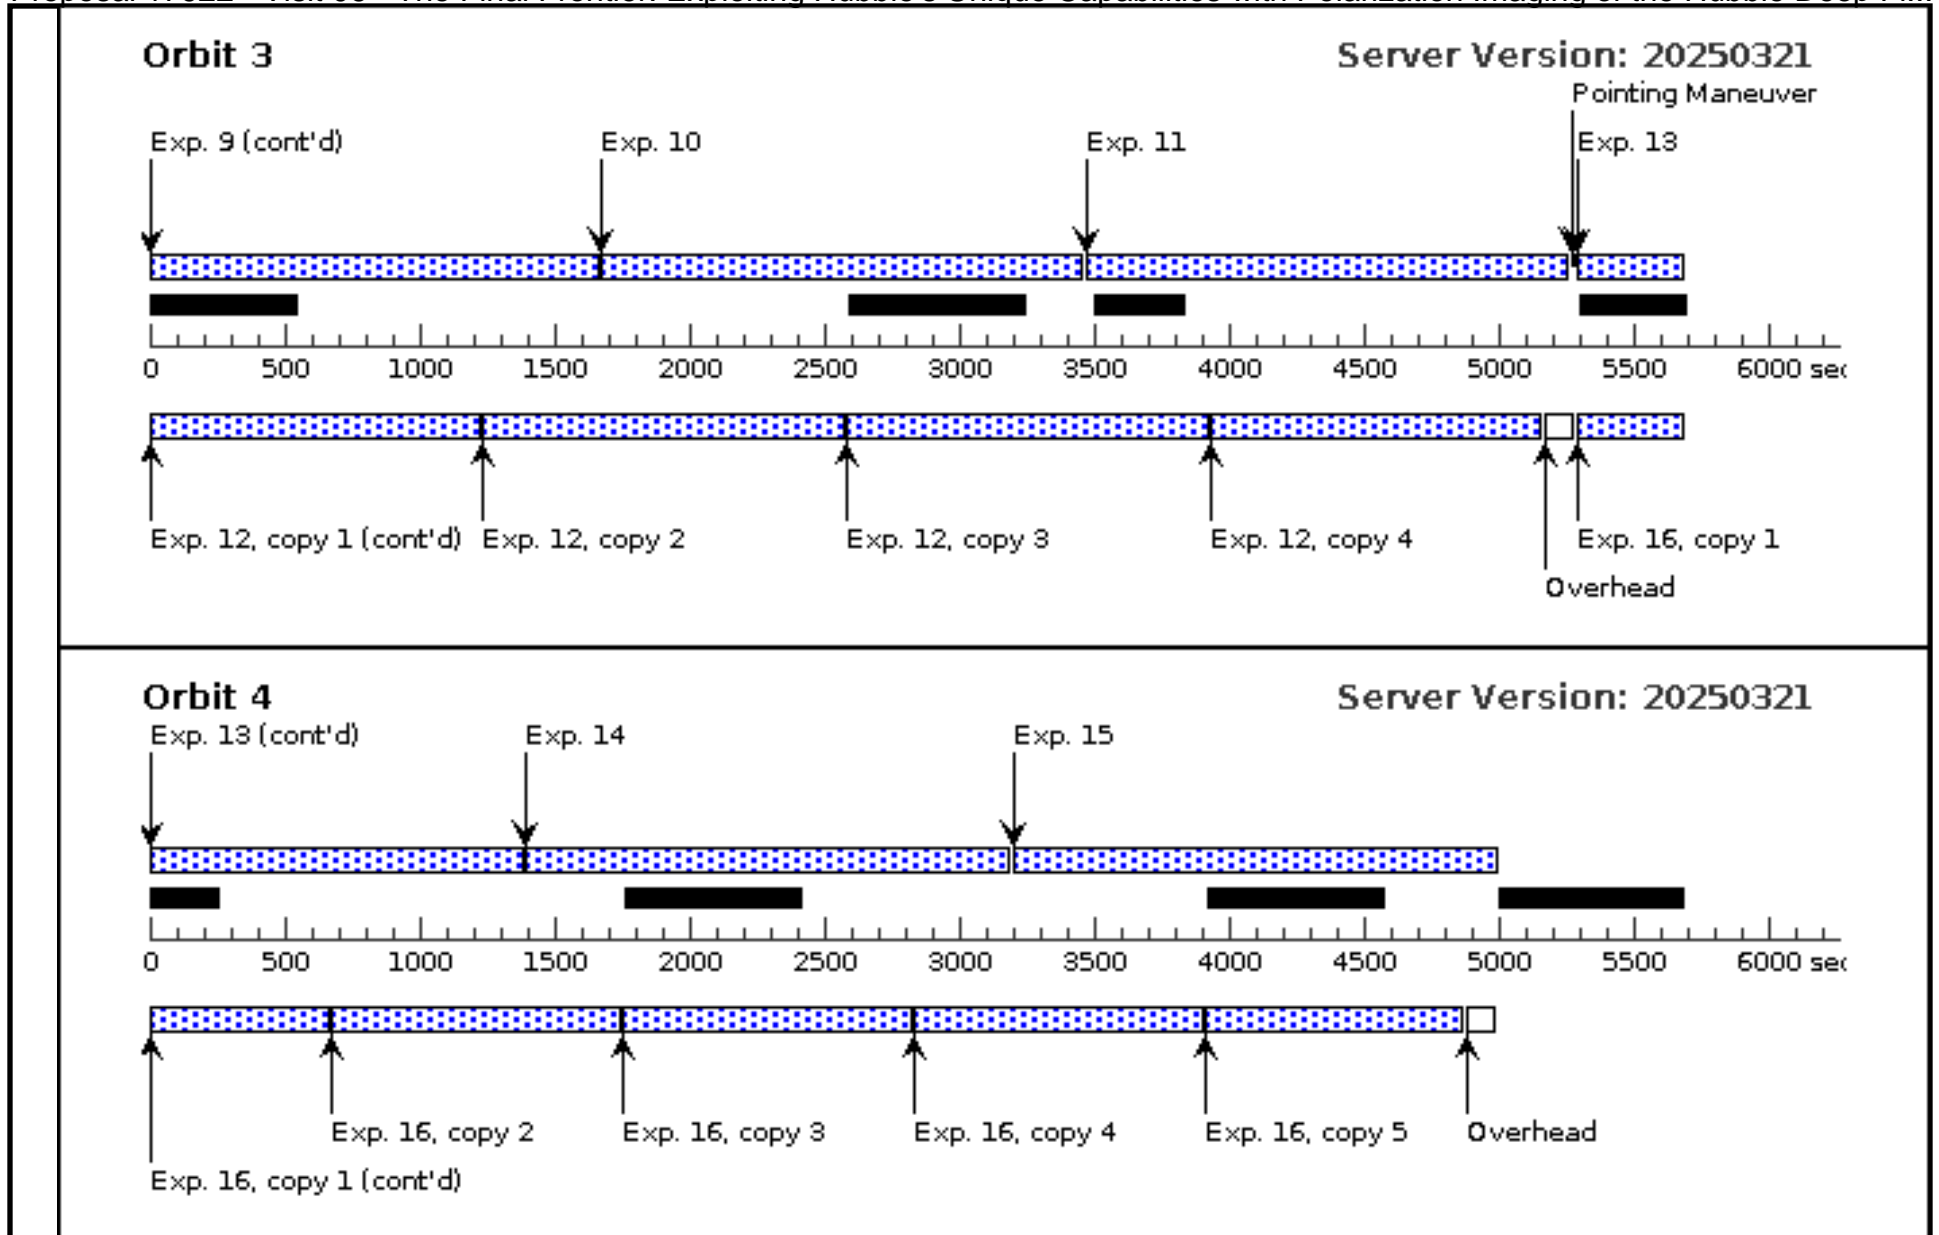 Orbit 3
Server Version: 20250321
Pointing Maneuver
Exp. 9 (cont'd) Exp. 10 Exp. 11 Exp. 13
0 500 1000 1500 2000 2500 3000 3500 4000 4500 5000 5500 6000 sec
Exp. 12, copy 1 (cont'd) Exp. 12, copy 2 Exp. 12, copy 3 Exp. 12, copy 4 Exp. 16, copy 1
Overhead
Orbit 4
Server Version: 20250321
Exp. 13 (cont'd) Exp. 14 Exp. 15
0 500 1000 1500 2000 2500 3000 3500 4000 4500 5000 5500 6000 sec
Exp. 16, copy 2 Exp. 16, copy 3 Exp. 16, copy 4 Exp. 16, copy 5 Overhead
Exp. 16, copy 1 (cont'd)